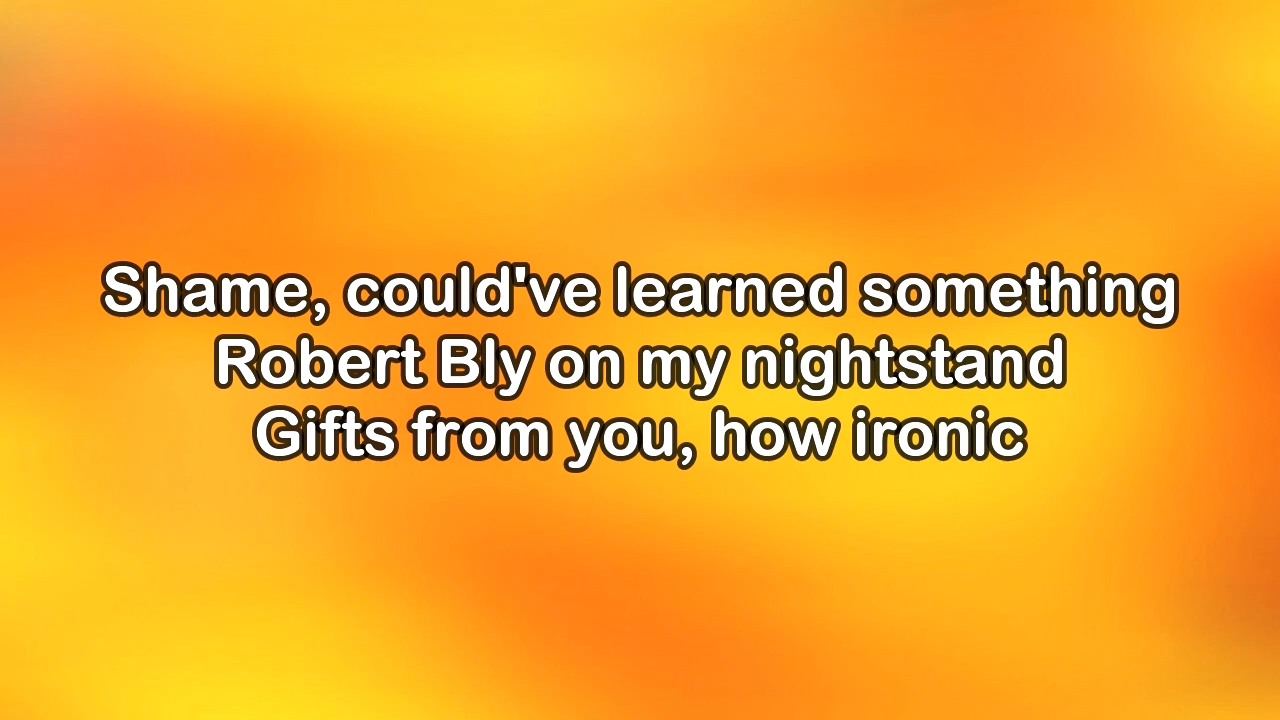 Shame, could've learned something
Robert Bly on my nightstand
Gifts from you, how ironic